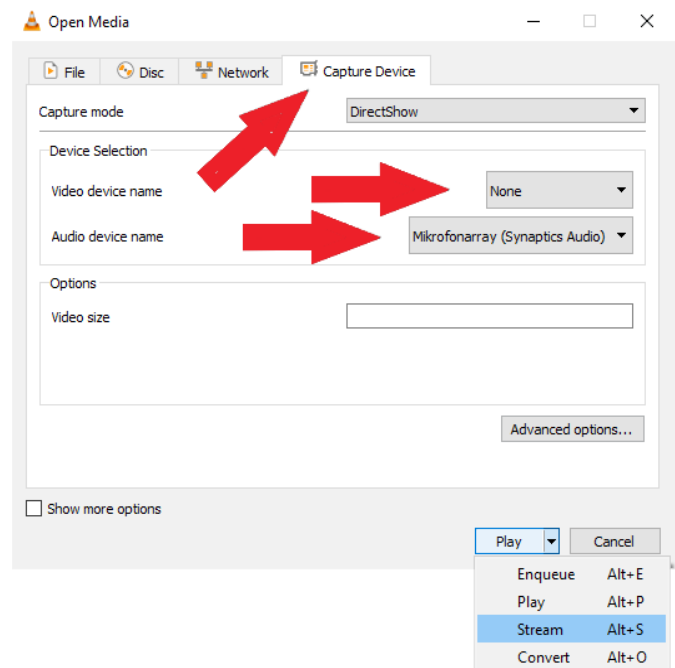 Open Media
File Disc Network Capture Device
Capture mode DirectShow
Device Selection
Video device name None
Audio device name Mikrofonarray (Synaptics Audio)
Options
Video size
Advanced options...
Show more options
Play Cancel
Enqueue Alt+E
Play Alt+P
Stream Alt+S
Convert Alt+O